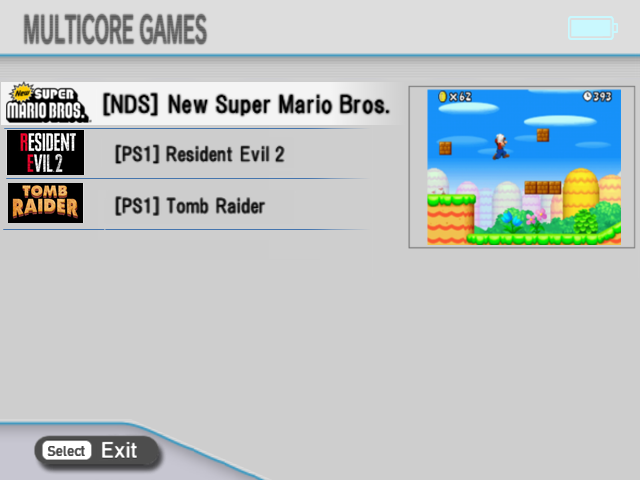 MULTICORE GAMES
New SUPER
MARIO BROS.
[NDS] New Super Mario Bros.
×62
393
RESIDENT
EVIL 2
[PS1] Resident Evil 2
TOMB
RAIDER
[PS1] Tomb Raider
Select Exit